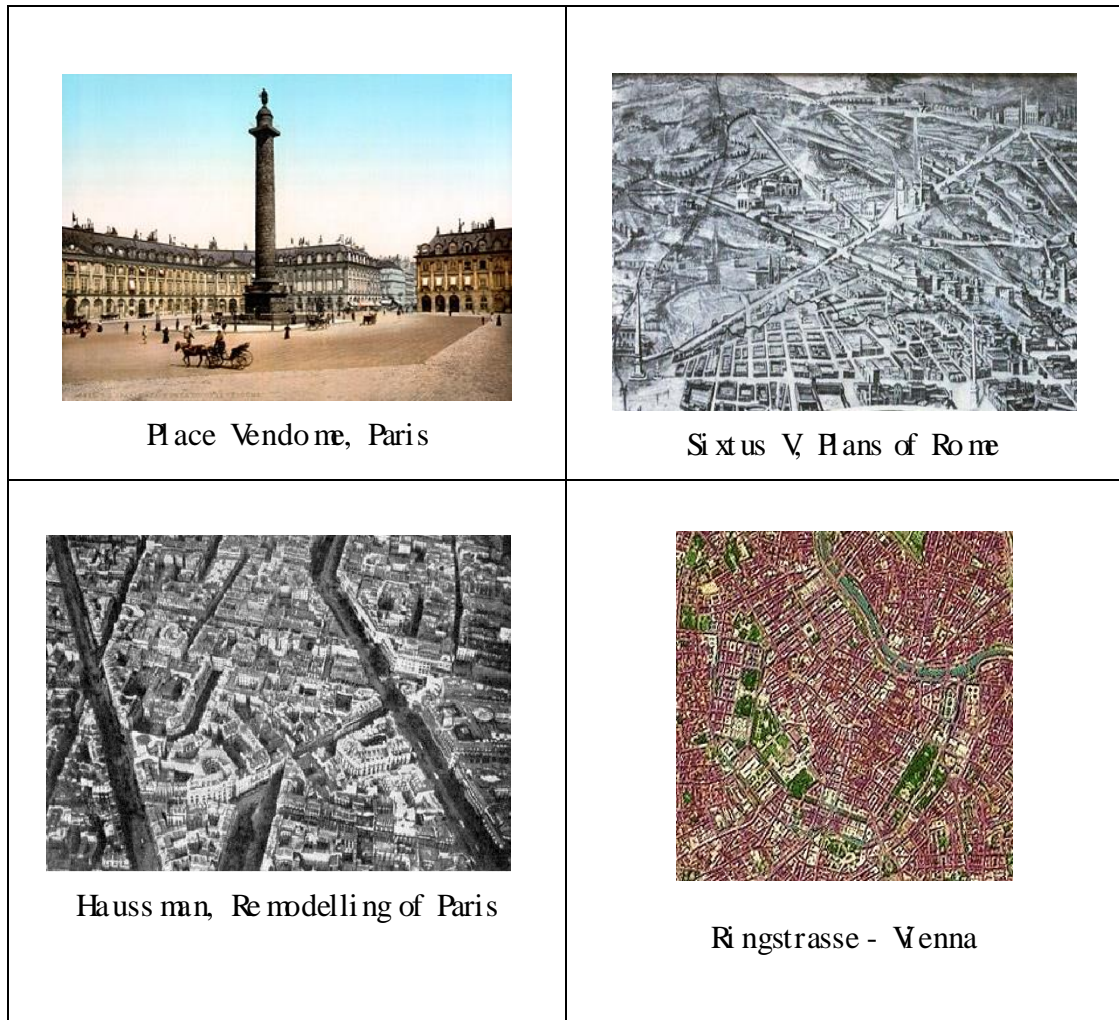 Place Vendome, Paris
Sixtus V, Plans of Rome
Haussman, Remodelling of Paris
Ringstrasse - Vienna